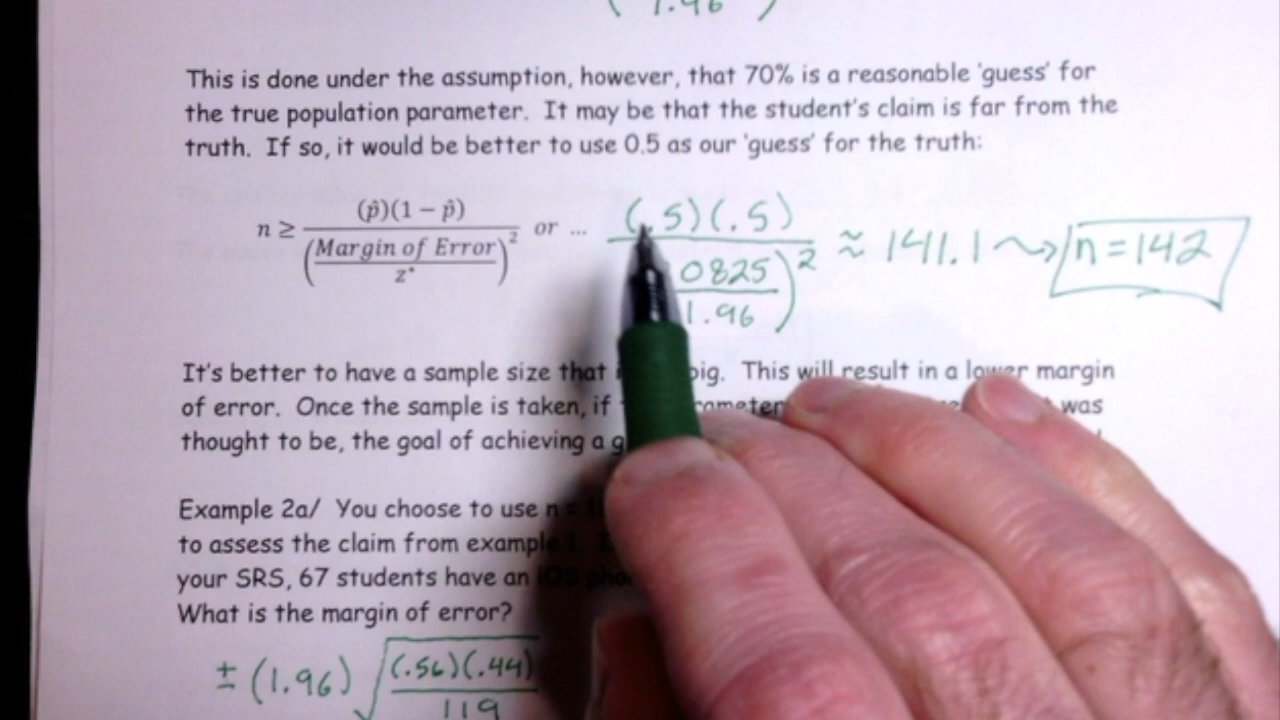 ( 1.96 )
This is done under the assumption, however, that 70% is a reasonable 'guess' for
the true population parameter. It may be that the student's claim is far from the
truth. If so, it would be better to use 0.5 as our 'guess' for the truth:
n ≥ (p̂)(1 − p̂) / (Margin of Error / z*)² or ... (.5)(.5) / (0825 / 1.96)² ≈ 141.1 ⇝ n = 142
It's better to have a sample size that big. This will result in a lower margin
of error. Once the sample is taken, if was
thought to be, the goal of achieving a
Example 2a/ You choose to use n =
to assess the claim from example
your SRS, 67 students have an iOS
What is the margin of error?
± (1.96) √ (.56)(.44) / 119